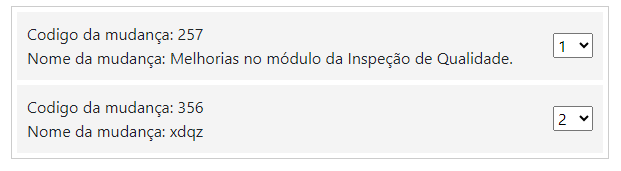 Codigo da mudança: 257
Nome da mudança: Melhorias no módulo da Inspeção de Qualidade.
1
Codigo da mudança: 356
Nome da mudança: xdqz
2